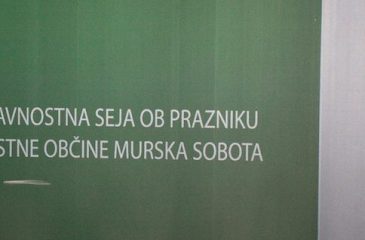 AVNOSTNA SEJA OB PRAZNIKU
STNE OBČINE MURSKA SOBOTA